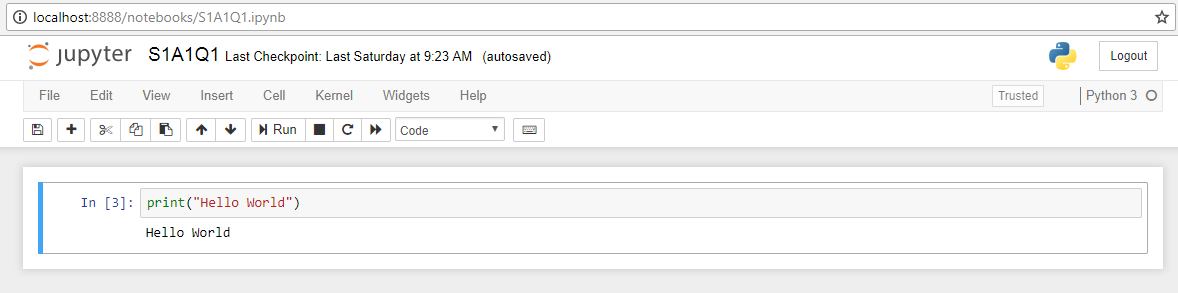 localhost:8888/notebooks/S1A1Q1.ipynb
jupyter S1A1Q1 Last Checkpoint: Last Saturday at 9:23 AM (autosaved) Logout
File Edit View Insert Cell Kernel Widgets Help Trusted Python 3
Run Code
In [3]: print("Hello World")
Hello World